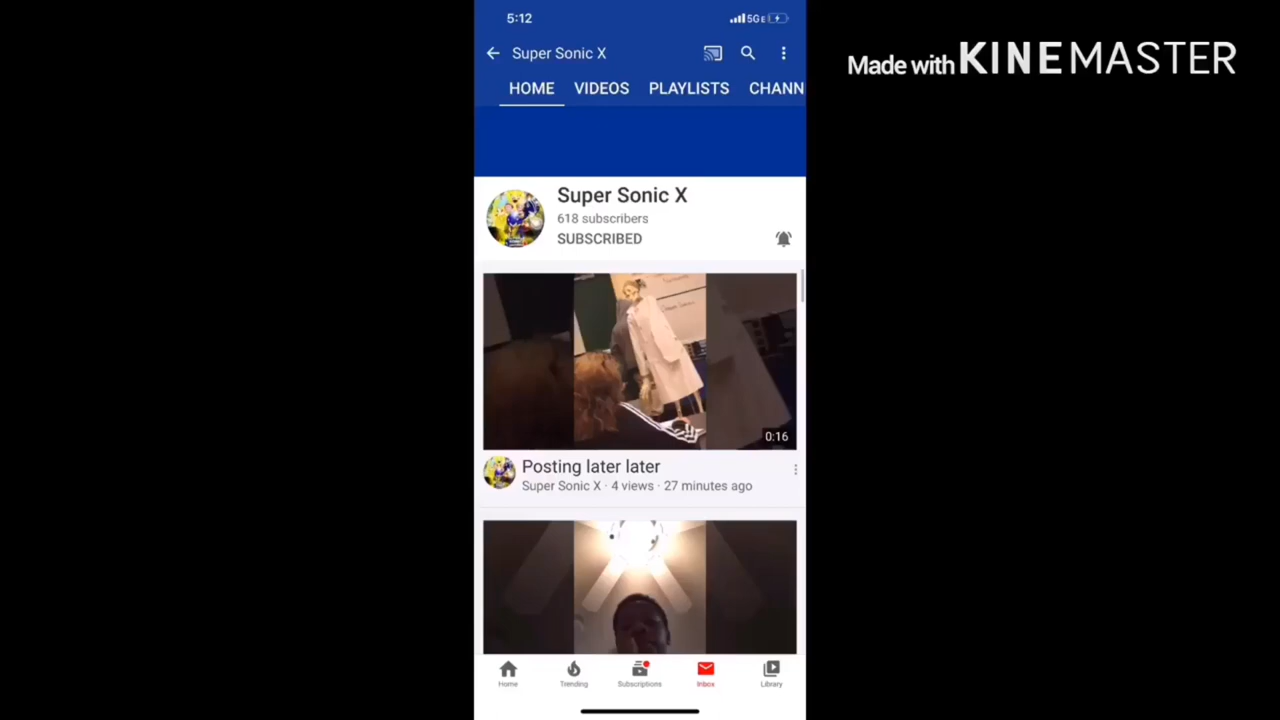 5:12
5GE
Super Sonic X
HOME VIDEOS PLAYLISTS CHANN
Made with KINEMASTER
Super Sonic X
618 subscribers
SUBSCRIBED
0:16
Posting later later
Super Sonic X · 4 views · 27 minutes ago
Home Trending Subscriptions Inbox Library